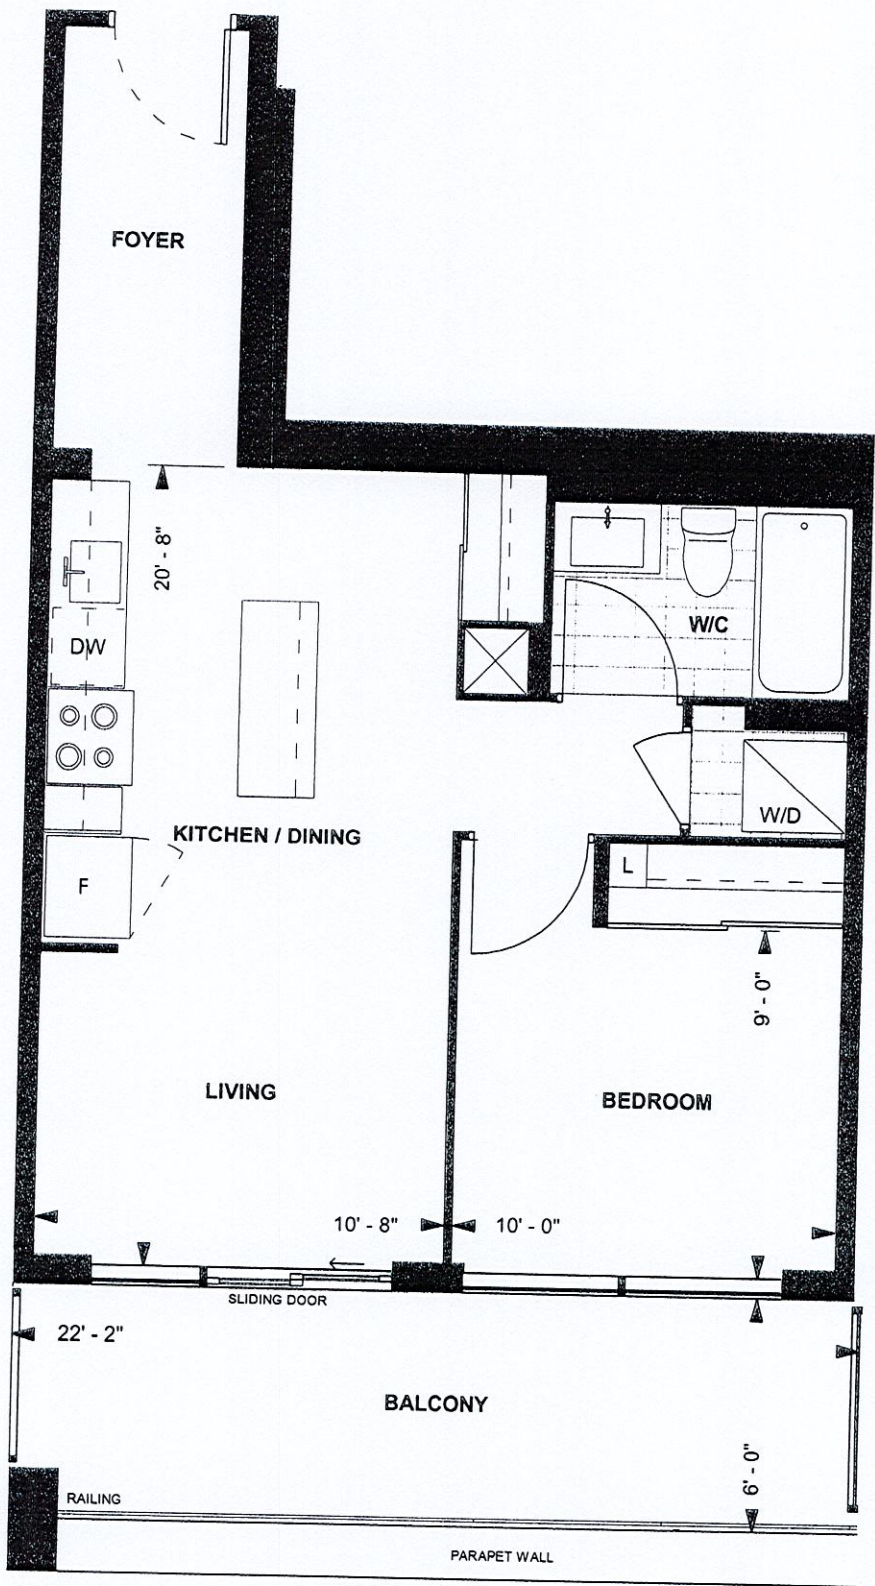 FOYER
20' - 8"
DW
W/C
W/D
KITCHEN / DINING
L
F
9' - 0"
LIVING
BEDROOM
10' - 8"
10' - 0"
SLIDING DOOR
22' - 2"
BALCONY
6' - 0"
RAILING
PARAPET WALL